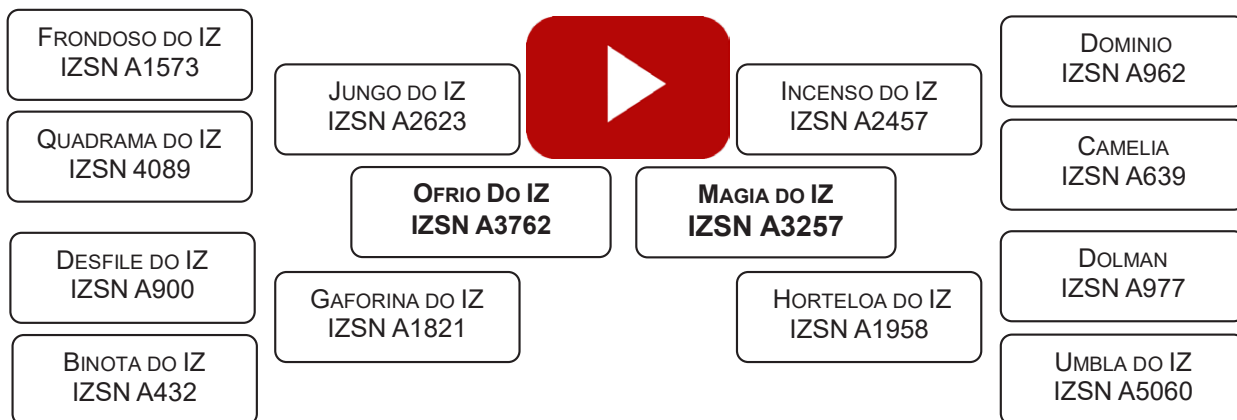 Frondoso do IZ
IZSN A1573
Quadrama do IZ
IZSN 4089
Desfile do IZ
IZSN A900
Binota do IZ
IZSN A432
Jungo do IZ
IZSN A2623
Gaforina do IZ
IZSN A1821
Ofrio Do IZ
IZSN A3762
Magia do IZ
IZSN A3257
Incenso do IZ
IZSN A2457
Horteloa do IZ
IZSN A1958
Dominio
IZSN A962
Camelia
IZSN A639
Dolman
IZSN A977
Umbla do IZ
IZSN A5060